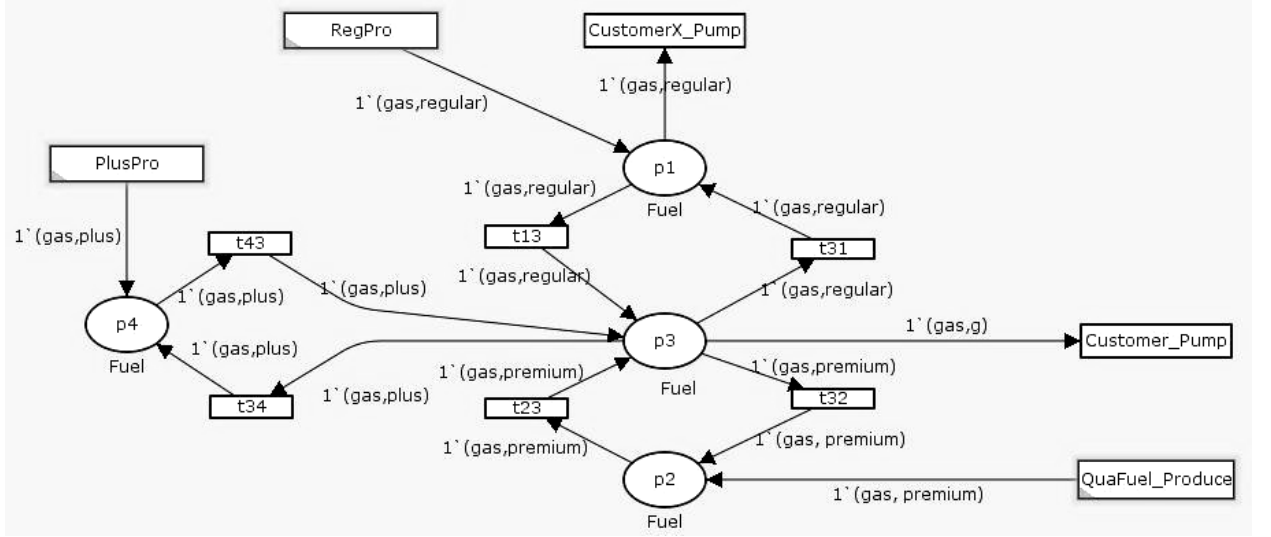 RegPro
CustomerX_Pump
1`(gas,regular)
1`(gas,regular)
PlusPro
p1
Fuel
1`(gas,regular)
1`(gas,regular)
1`(gas,plus)
t43
t13
t31
1`(gas,plus)
1`(gas,plus)
1`(gas,regular)
1`(gas,regular)
p4
Fuel
p3
Fuel
1`(gas,g)
Customer_Pump
1`(gas,plus)
1`(gas,premium)
1`(gas,premium)
1`(gas,plus)
t34
t23
t32
1`(gas,premium)
1`(gas, premium)
p2
Fuel
QuaFuel_Produce
1`(gas, premium)